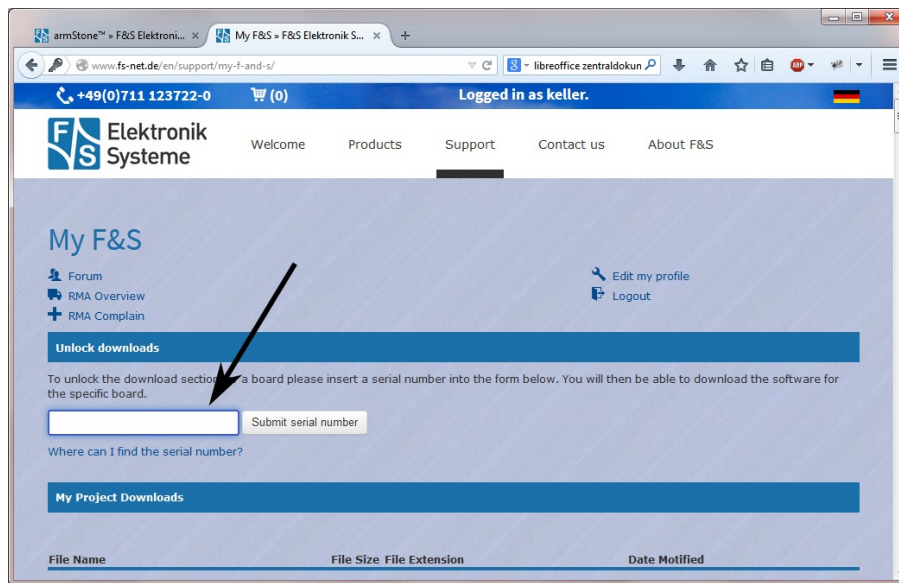 armStone™ » F&S Elektroni...
My F&S » F&S Elektronik S...
www.fs-net.de/en/support/my-f-and-s/
libreoffice zentraldokun
ABP
+49(0)711 123722-0
(0)
Logged in as keller.
F
S
Elektronik
Systeme
Welcome
Products
Support
Contact us
About F&S
My F&S
Forum
RMA Overview
RMA Complain
Edit my profile
Logout
Unlock downloads
To unlock the download section a board please insert a serial number into the form below. You will then be able to download the software for
the specific board.
Submit serial number
Where can I find the serial number?
My Project Downloads
File Name File Size File Extension Date Motified